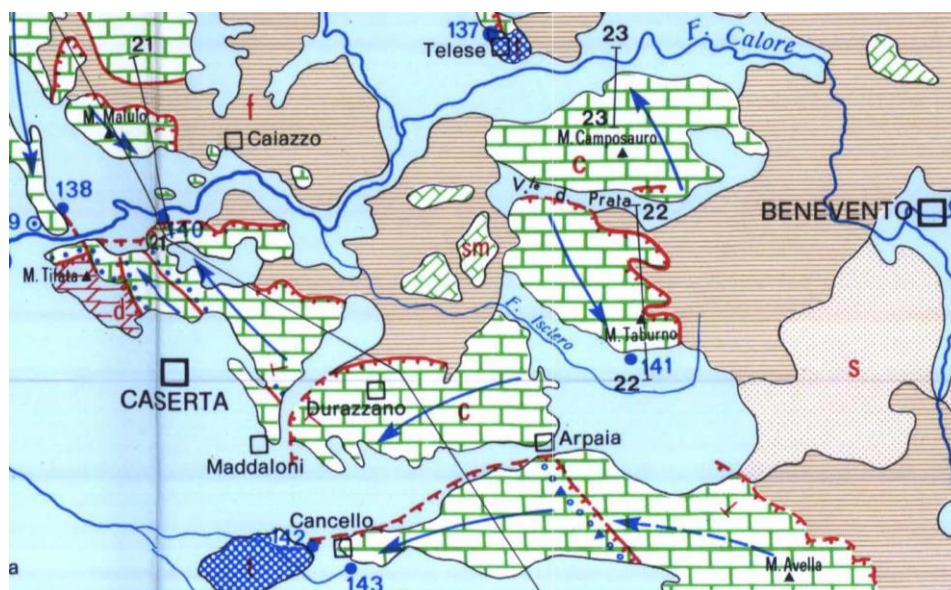 137
Telese
t
23
F. Calore
21
f
M. Maiulo
Caiazzo
23
M. Camposauro
c
138
V.le d. Prata
22
BENEVENTO
9
140
21
sm
M. Tifata
d
F. Isclero
M. Taburno
141
22
s
CASERTA
Durazzano
c
Maddaloni
Arpaia
Cancello
142
t
143
M. Avella
a